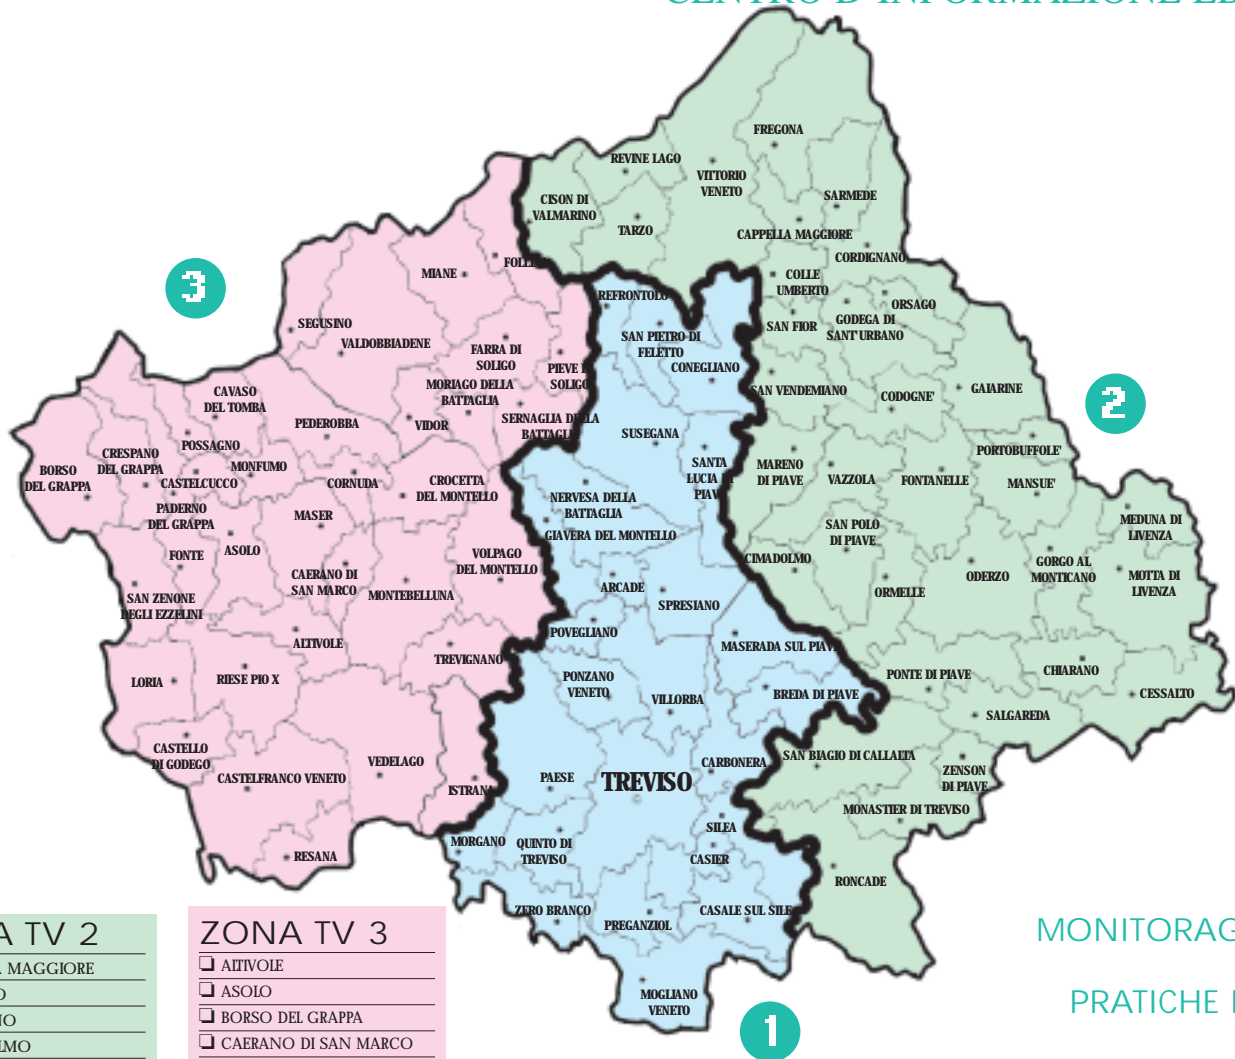 FREGONA
REVINE LAGO
VITTORIO
VENETO
CISON DI
VALMARINO
SARMEDE
TARZO
CAPPELLA MAGGIORE
CORDIGNANO
MIANE
3
COLLE
UMBERTO
REFRONTOLO
ORSAGO
SEGUSINO
SAN FIOR
GODEGA DI
SANT'URBANO
VALDOBBIADENE
SAN PIETRO DI
FELETTO
FARRA DI
SOLIGO
CONEGLIANO
PIEVE
SOLIGO
MORIAGO DELLA
BATTAGLIA
SAN VENDEMIANO
CODOGNE'
GAIARINE
2
CAVASO
DEL TOMBA
PEDEROBBA
VIDOR
SERNAGLIA DELLA
BATTAGLIA
SUSEGANA
POSSAGNO
PORTOBUFFOLE'
CRESPANO
DEL GRAPPA
MONFUMO
BORSO
DEL GRAPPA
CASTELCUCCO
CORNUDA
CROCETTA
DEL MONTELLO
SANTA
LUCIA DI
PIAVE
MARENO
DI PIAVE
VAZZOLA
FONTANELLE
MANSUE'
NERVESA DELLA
BATTAGLIA
PADERNO
DEL GRAPPA
MASER
MEDUNA DI
LIVENZA
SAN POLO
DI PIAVE
GIAVERA DEL MONTELLO
FONTE
ASOLO
VOLPAGO
DEL MONTELLO
CIMADOLMO
ODERZO
GORGO AL
MONTICANO
MOTTA DI
LIVENZA
CAERANO DI
SAN MARCO
MONTEBELLUNA
ARCADE
ORMELLE
SAN ZENONE
DEGLI EZZELINI
SPRESIANO
POVEGLIANO
ALTIVOLE
MASERADA SUL PIAVE
TREVIGNANO
CHIARANO
LORIA
RIESE PIO X
PONZANO
VENETO
PONTE DI PIAVE
VILLORBA
BREDA DI PIAVE
CESSALTO
SALGAREDA
CASTELLO
DI GODEGO
CARBONERA
SAN BIAGIO DI CALLALTA
VEDELAGO
CASTELFRANCO VENETO
PAESE
TREVISO
ZENSON
DI PIAVE
ISTRANA
MONASTIER DI TREVISO
SILEA
MORGANO
QUINTO DI
TREVISO
CASIER
RESANA
RONCADE
ZERO BRANCO
PREGANZIOL
CASALE SUL SILE
MOGLIANO
VENETO
1
TV 2
MAGGIORE
ZONA TV 3
❏ ALTIVOLE
❏ ASOLO
❏ BORSO DEL GRAPPA
❏ CAERANO DI SAN MARCO
MONITORAG
PRATICHE